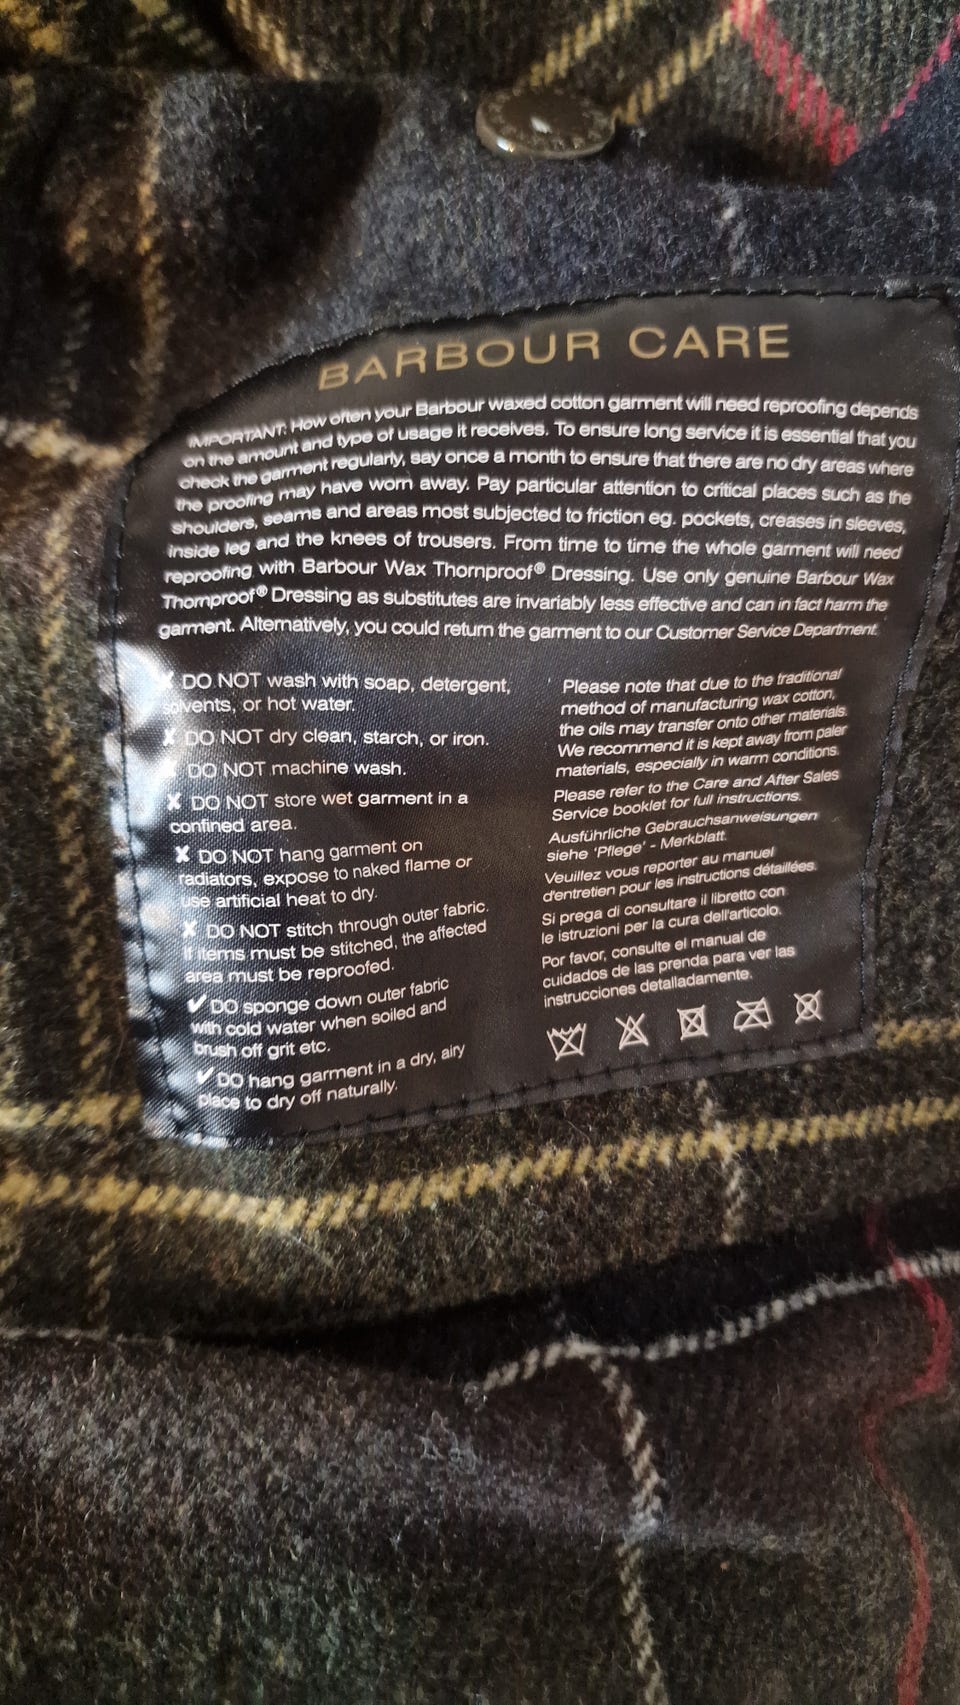 BARBOUR CARE
IMPORTANT: How often your Barbour waxed cotton garment will need reproofing depends
on the amount and type of usage it receives. To ensure long service it is essential that you
check the garment regularly, say once a month to ensure that there are no dry areas where
the proofing may have worn away. Pay particular attention to critical places such as the
shoulders, seams and areas most subjected to friction eg. pockets, creases in sleeves,
inside leg and the knees of trousers. From time to time the whole garment will need
reproofing with Barbour Wax Thornproof® Dressing. Use only genuine Barbour Wax
Thornproof® Dressing as substitutes are invariably less effective and can in fact harm the
garment. Alternatively, you could return the garment to our Customer Service Department.
✗ DO NOT wash with soap, detergent,
solvents, or hot water.
✗ DO NOT dry clean, starch, or iron.
✗ DO NOT machine wash.
✗ DO NOT store wet garment in a
confined area.
✗ DO NOT hang garment on
radiators, expose to naked flame or
use artificial heat to dry.
✗ DO NOT stitch through outer fabric.
If items must be stitched, the affected
area must be reproofed.
✓ DO sponge down outer fabric
with cold water when soiled and
brush off grit etc.
✓ DO hang garment in a dry, airy
place to dry off naturally.
Please note that due to the traditional
method of manufacturing wax cotton,
the oils may transfer onto other materials.
We recommend it is kept away from paler
materials, especially in warm conditions.
Please refer to the Care and After Sales
Service booklet for full instructions.
Ausführliche Gebrauchsanweisungen
siehe 'Pflege' - Merkblatt.
Veuillez vous reporter au manuel
d'entretien pour les instructions détaillées.
Si prega di consultare il libretto con
le istruzioni per la cura dell'articolo.
Por favor, consulte el manual de
cuidados de las prenda para ver las
instrucciones detalladamente.